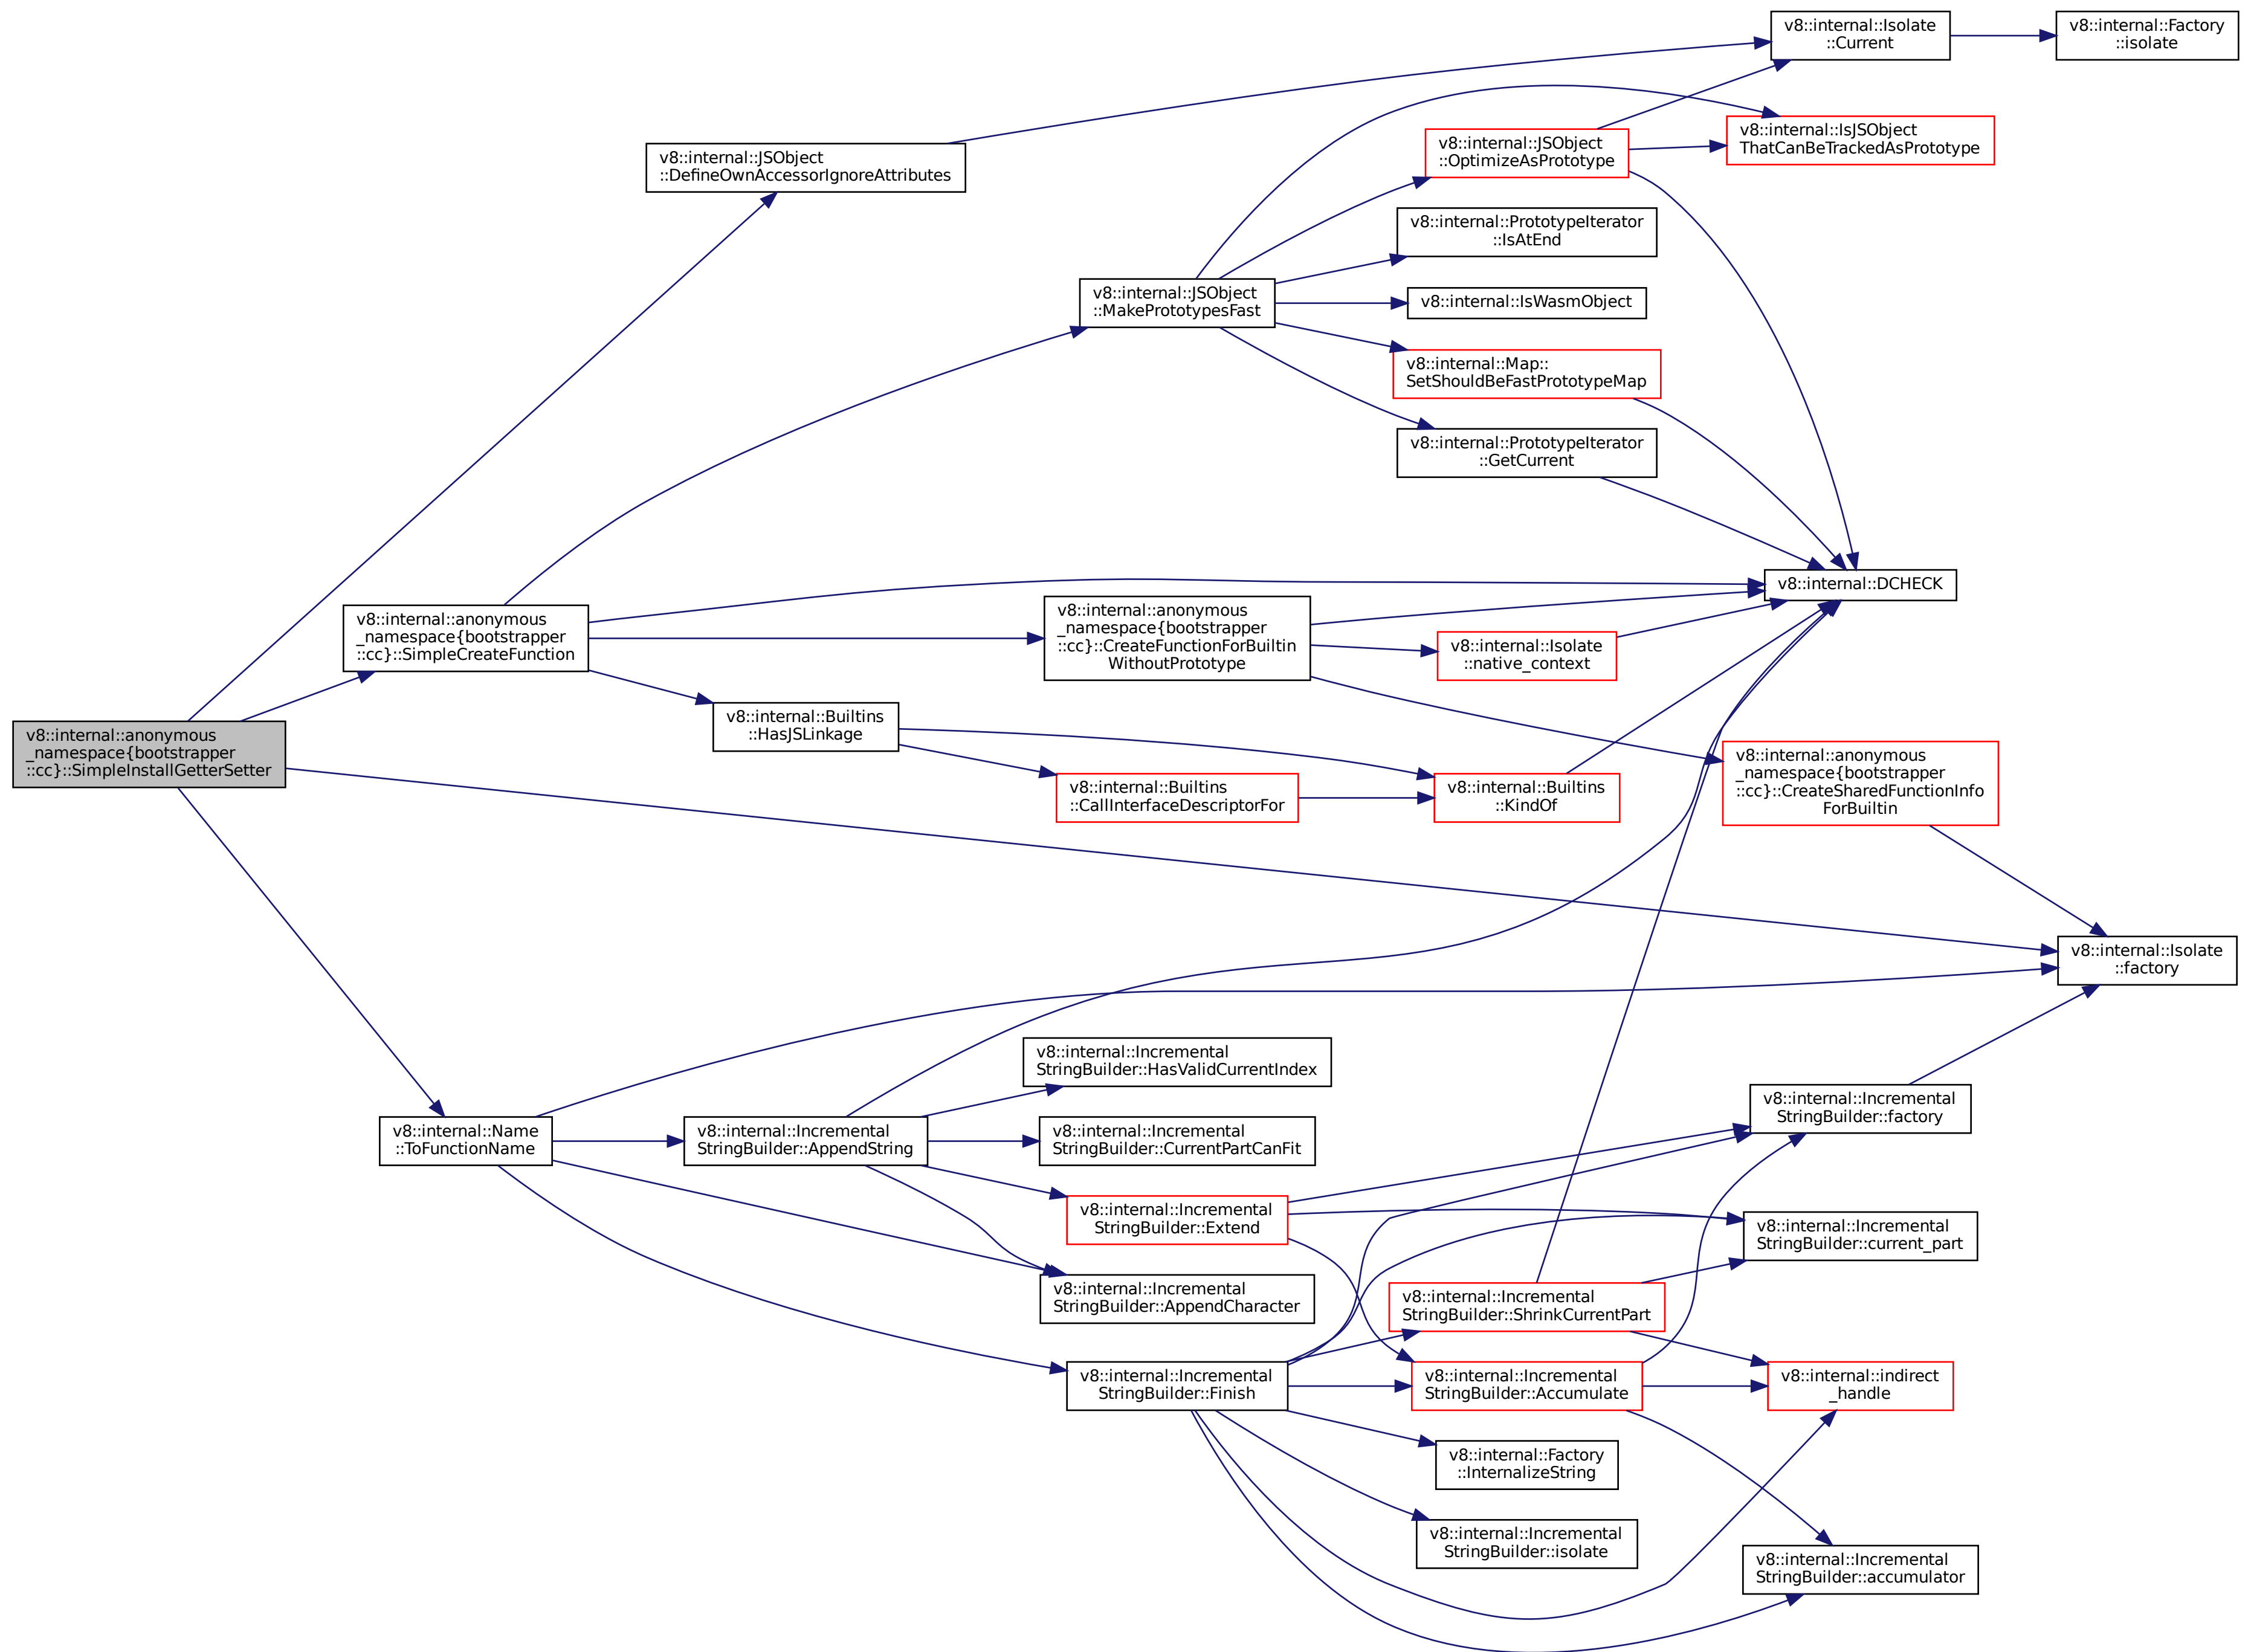 v8::internal::Isolate
::Current
v8::internal::Factory
::isolate
v8::internal::IsJSObject
ThatCanBeTrackedAsPrototype
v8::internal::JSObject
::OptimizeAsPrototype
v8::internal::JSObject
::DefineOwnAccessorIgnoreAttributes
v8::internal::PrototypeIterator
::IsAtEnd
v8::internal::JSObject
::MakePrototypesFast
v8::internal::IsWasmObject
v8::internal::Map::
SetShouldBeFastPrototypeMap
v8::internal::PrototypeIterator
::GetCurrent
v8::internal::DCHECK
v8::internal::anonymous
_namespace{bootstrapper
::cc}::SimpleCreateFunction
v8::internal::anonymous
_namespace{bootstrapper
::cc}::CreateFunctionForBuiltin
WithoutPrototype
v8::internal::Isolate
::native_context
v8::internal::Builtins
::HasJSLinkage
v8::internal::anonymous
_namespace{bootstrapper
::cc}::SimpleInstallGetterSetter
v8::internal::Builtins
::CallInterfaceDescriptorFor
v8::internal::Builtins
::KindOf
v8::internal::anonymous
_namespace{bootstrapper
::cc}::CreateSharedFunctionInfo
ForBuiltin
v8::internal::Isolate
::factory
v8::internal::Incremental
StringBuilder::HasValidCurrentIndex
v8::internal::Incremental
StringBuilder::factory
v8::internal::Name
::ToFunctionName
v8::internal::Incremental
StringBuilder::AppendString
v8::internal::Incremental
StringBuilder::CurrentPartCanFit
v8::internal::Incremental
StringBuilder::Extend
v8::internal::Incremental
StringBuilder::current_part
v8::internal::Incremental
StringBuilder::AppendCharacter
v8::internal::Incremental
StringBuilder::ShrinkCurrentPart
v8::internal::Incremental
StringBuilder::Finish
v8::internal::Incremental
StringBuilder::Accumulate
v8::internal::indirect
_handle
v8::internal::Factory
::InternalizeString
v8::internal::Incremental
StringBuilder::isolate
v8::internal::Incremental
StringBuilder::accumulator